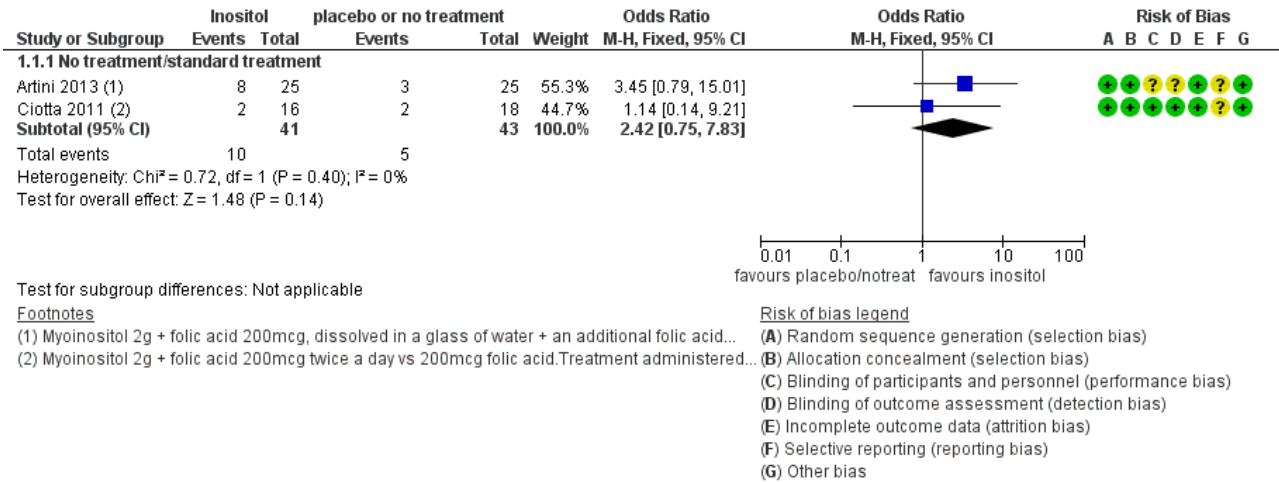 Inositol placebo or no treatment Odds Ratio Odds Ratio Risk of Bias
Study or Subgroup Events Total Events Total Weight M-H, Fixed, 95% CI M-H, Fixed, 95% CI A B C D E F G
1.1.1 No treatment/standard treatment
Artini 2013 (1) 8 25 3 25 55.3% 3.45 [0.79, 15.01] + + ? ? + ? +
Ciotta 2011 (2) 2 16 2 18 44.7% 1.14 [0.14, 9.21] + + + + + ? +
Subtotal (95% CI) 41 43 100.0% 2.42 [0.75, 7.83]
Total events 10 5
Heterogeneity: Chi² = 0.72, df = 1 (P = 0.40); I² = 0%
Test for overall effect: Z = 1.48 (P = 0.14)
0.01 0.1 1 10 100
favours placebo/notreat favours inositol
Test for subgroup differences: Not applicable
Footnotes
(1) Myoinositol 2g + folic acid 200mcg, dissolved in a glass of water + an additional folic acid...
(2) Myoinositol 2g + folic acid 200mcg twice a day vs 200mcg folic acid.Treatment administered...
Risk of bias legend
(A) Random sequence generation (selection bias)
(B) Allocation concealment (selection bias)
(C) Blinding of participants and personnel (performance bias)
(D) Blinding of outcome assessment (detection bias)
(E) Incomplete outcome data (attrition bias)
(F) Selective reporting (reporting bias)
(G) Other bias